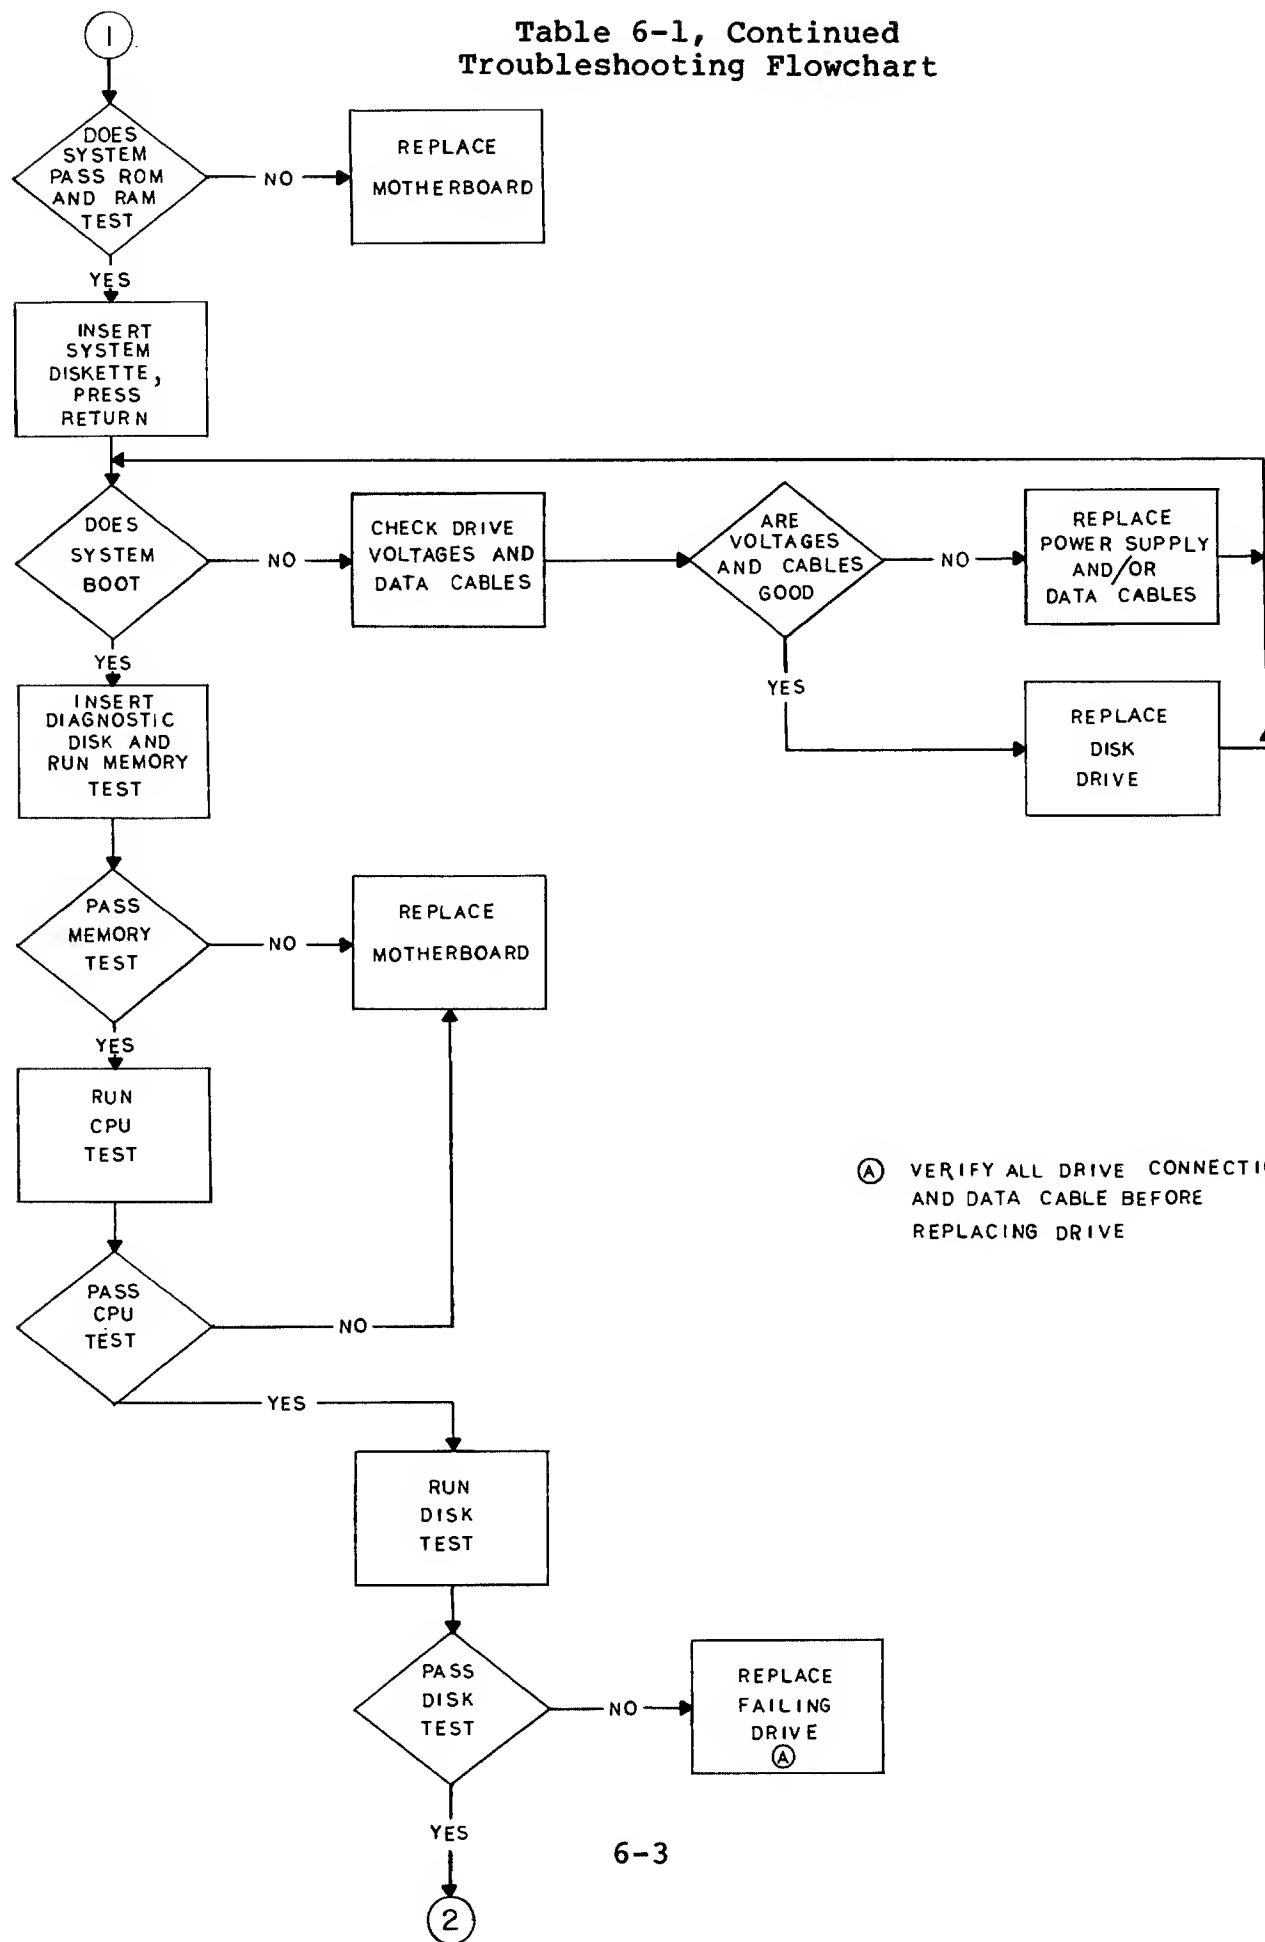 Table 6-1, Continued
Troubleshooting Flowchart
1
DOES
SYSTEM
PASS ROM
AND RAM
TEST
NO
REPLACE
MOTHERBOARD
YES
INSERT
SYSTEM
DISKETTE,
PRESS
RETURN
DOES
SYSTEM
BOOT
NO
CHECK DRIVE
VOLTAGES AND
DATA CABLES
ARE
VOLTAGES
AND CABLES
GOOD
NO
REPLACE
POWER SUPPLY
AND/OR
DATA CABLES
YES
REPLACE
DISK
DRIVE
YES
INSERT
DIAGNOSTIC
DISK AND
RUN MEMORY
TEST
PASS
MEMORY
TEST
NO
REPLACE
MOTHERBOARD
YES
RUN
CPU
TEST
PASS
CPU
TEST
NO
YES
A VERIFY ALL DRIVE
AND DATA CABLE BEFORE
REPLACING DRIVE
RUN
DISK
TEST
PASS
DISK
TEST
NO
REPLACE
FAILING
DRIVE
A
YES
2
6-3